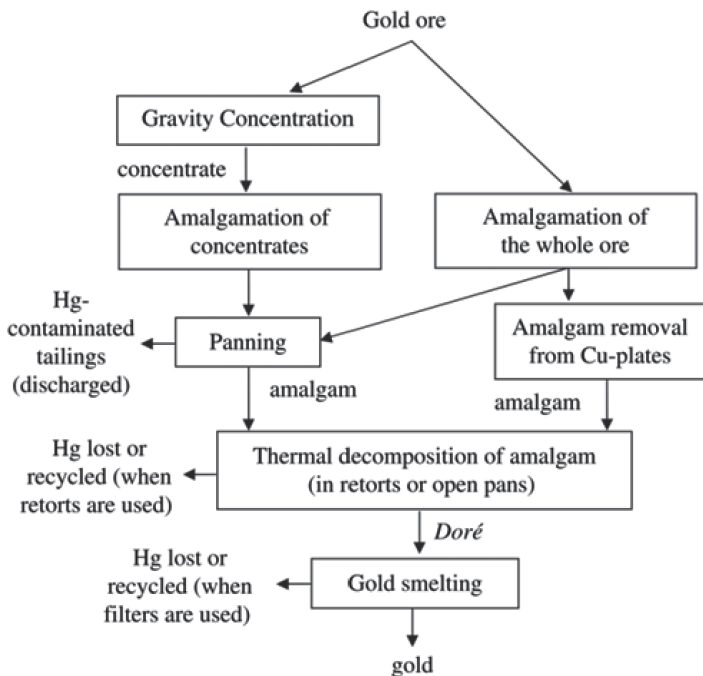 Gold ore
Gravity Concentration
concentrate
Amalgamation of
concentrates
Amalgamation of
the whole ore
Hg-
contaminated
tailings
(discharged)
Panning
Amalgam removal
from Cu-plates
amalgam
amalgam
Hg lost or
recycled (when
retorts are used)
Thermal decomposition of amalgam
(in retorts or open pans)
Doré
Hg lost or
recycled (when
filters are used)
Gold smelting
gold